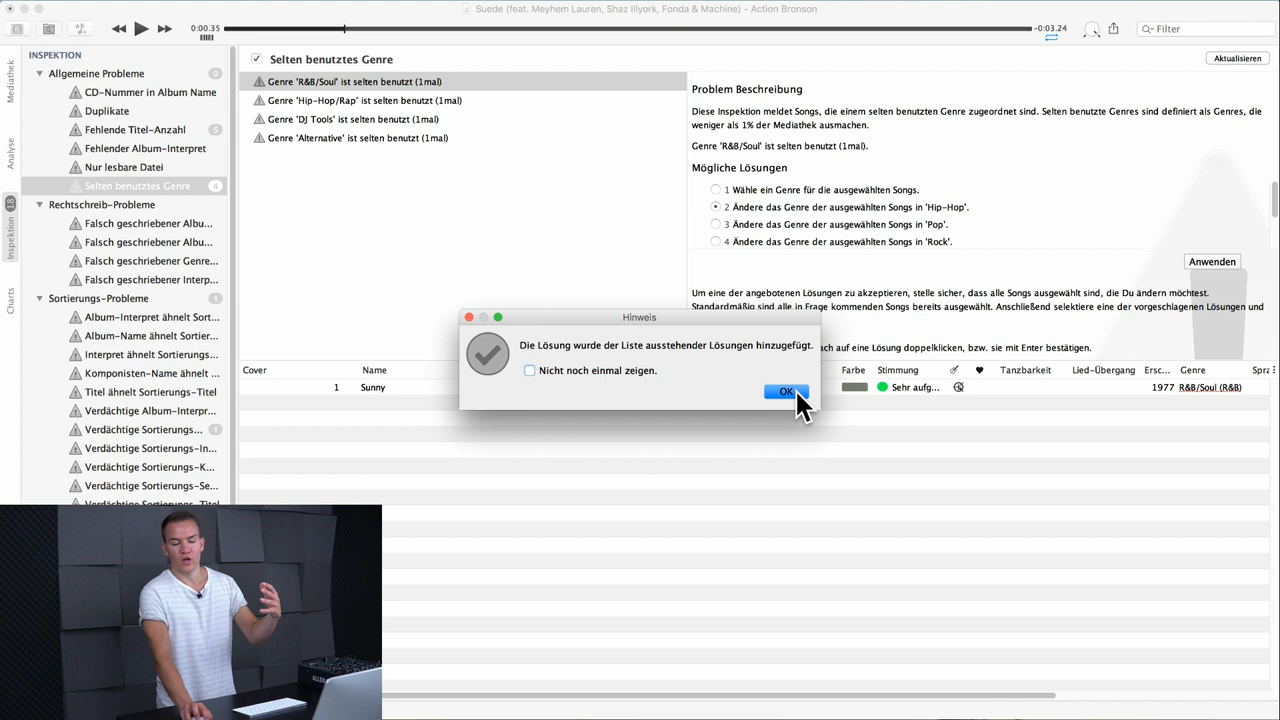 Suede (feat. Meyhem Lauren, Shaz Illyork, Fonda & Machine) - Action Bronson
0:00.35
-0:03.24
Filter
Mediathek
Analyse
Inspektion
18
Charts
INSPEKTION
Allgemeine Probleme 9
CD-Nummer in Album Name
Duplikate
Fehlende Titel-Anzahl 5
Fehlender Album-Interpret
Nur lesbare Datei
Selten benutztes Genre 4
Rechtschreib-Probleme
Falsch geschriebener Albu...
Falsch geschriebener Albu...
Falsch geschriebener Genre...
Falsch geschriebener Interp...
Sortierungs-Probleme 1
Album-Interpret ähnelt Sort...
Album-Name ähnelt Sortier...
Interpret ähnelt Sortierungs...
Komponisten-Name ähnelt ...
Titel ähnelt Sortierungs-Titel
Verdächtige Album-Interpr...
Verdächtige Sortierungs... 1
Verdächtige Sortierungs-In...
Verdächtige Sortierungs-K...
Verdächtige Sortierungs-Se...
Verdächtige Sortierungs-Titel
Selten benutztes Genre
Aktualisieren
Genre 'R&B/Soul' ist selten benutzt (1mal)
Genre 'Hip-Hop/Rap' ist selten benutzt (1mal)
Genre 'DJ Tools' ist selten benutzt (1mal)
Genre 'Alternative' ist selten benutzt (1mal)
Problem Beschreibung
Diese Inspektion meldet Songs, die einem selten benutzten Genre zugeordnet sind. Selten benutzte Genres sind definiert als Genres, die
weniger als 1% der Mediathek ausmachen.
Genre 'R&B/Soul' ist selten benutzt (1mal).
Mögliche Lösungen
1 Wähle ein Genre für die ausgewählten Songs.
2 Ändere das Genre der ausgewählten Songs in 'Hip-Hop'.
3 Ändere das Genre der ausgewählten Songs in 'Pop'.
4 Ändere das Genre der ausgewählten Songs in 'Rock'.
Anwenden
Um eine der angebotenen Lösungen zu akzeptieren, stelle sicher, dass alle Songs ausgewählt sind, die Du ändern möchtest.
Standardmäßig sind alle in Frage kommenden Songs bereits ausgewählt. Anschließend selektiere eine der vorgeschlagenen Lösungen und
ach auf eine Lösung doppelklicken, bzw. sie mit Enter bestätigen.
Hinweis
Die Lösung wurde der Liste ausstehender Lösungen hinzugefügt.
Nicht noch einmal zeigen.
OK
Cover Name Farbe Stimmung Tanzbarkeit Lied-Übergang Ersc... Genre Spra
1 Sunny Sehr aufg... 1977 R&B/Soul (R&B)
ALLEN